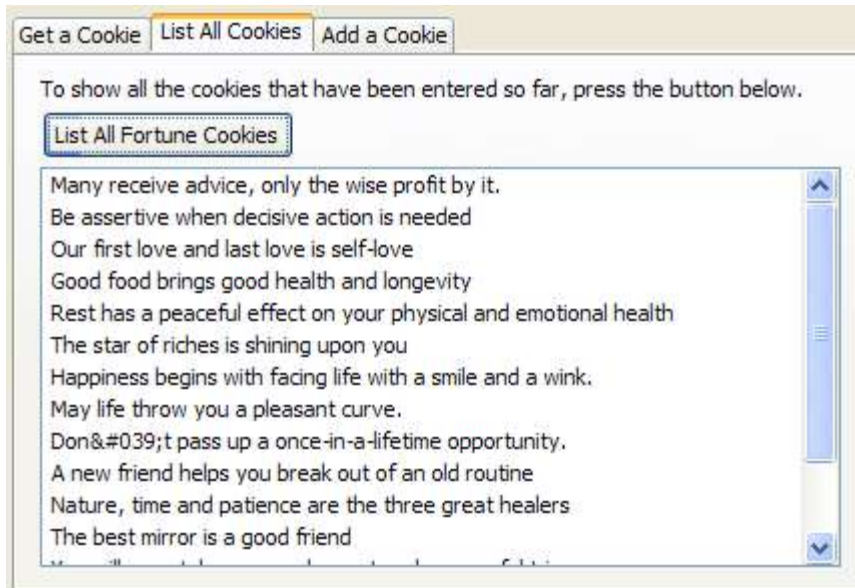 Get a Cookie List All Cookies Add a Cookie
To show all the cookies that have been entered so far, press the button below.
List All Fortune Cookies
Many receive advice, only the wise profit by it.
Be assertive when decisive action is needed
Our first love and last love is self-love
Good food brings good health and longevity
Rest has a peaceful effect on your physical and emotional health
The star of riches is shining upon you
Happiness begins with facing life with a smile and a wink.
May life throw you a pleasant curve.
Don&#039;t pass up a once-in-a-lifetime opportunity.
A new friend helps you break out of an old routine
Nature, time and patience are the three great healers
The best mirror is a good friend